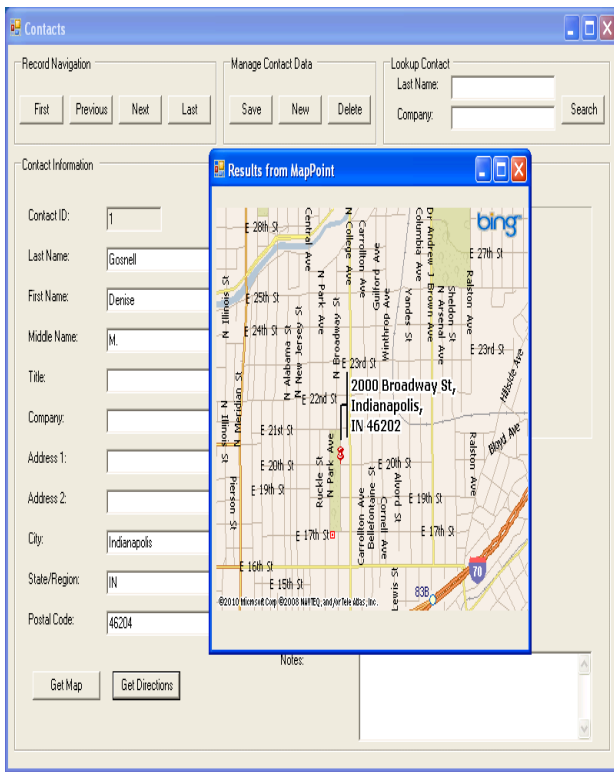 Contacts
Record Navigation
First Previous Next Last
Manage Contact Data
Save New Delete
Lookup Contact
Last Name:
Company:
Search
Contact Information
Contact ID: 1
Last Name: Gosnell
First Name: Denise
Middle Name: M.
Title:
Company:
Address 1:
Address 2:
City: Indianapolis
State/Region: IN
Postal Code: 46204
Get Map Get Directions
Notes:
Results from MapPoint
bing
E 28th St
E 27th St
E 25th St
E 24th St
E 23rd St
E 23rd St
E 22nd St
E 21st St
E 20th St
E 20th St
E 19th St
E 19th St
E 17th St
E 17th St
E 16th St
E 15th St
N Illinois St
N Illinois St
N Meridian St
Pierson St
Central Ave
N Alabama St
N New Jersey St
N Park Ave
N Park Ave
Ruckle St
N Broadway St
N College Ave
Carrollton Ave
Carrollton Ave
Guilford Ave
Winthrop Ave
Bellefontaine St
Cornell Ave
Alvord St
Lewis St
Yandes St
Columbia Ave
Dr Andrew J Brown Ave
N Arsenal Ave
Sheldon St
Ralston Ave
Ralston Ave
Hillside Ave
Bloyd Ave
2000 Broadway St,
Indianapolis,
IN 46202
70
83B
©2010 Microsoft Corp ©2008 NAVTEQ, and/or Tele Atlas, Inc.